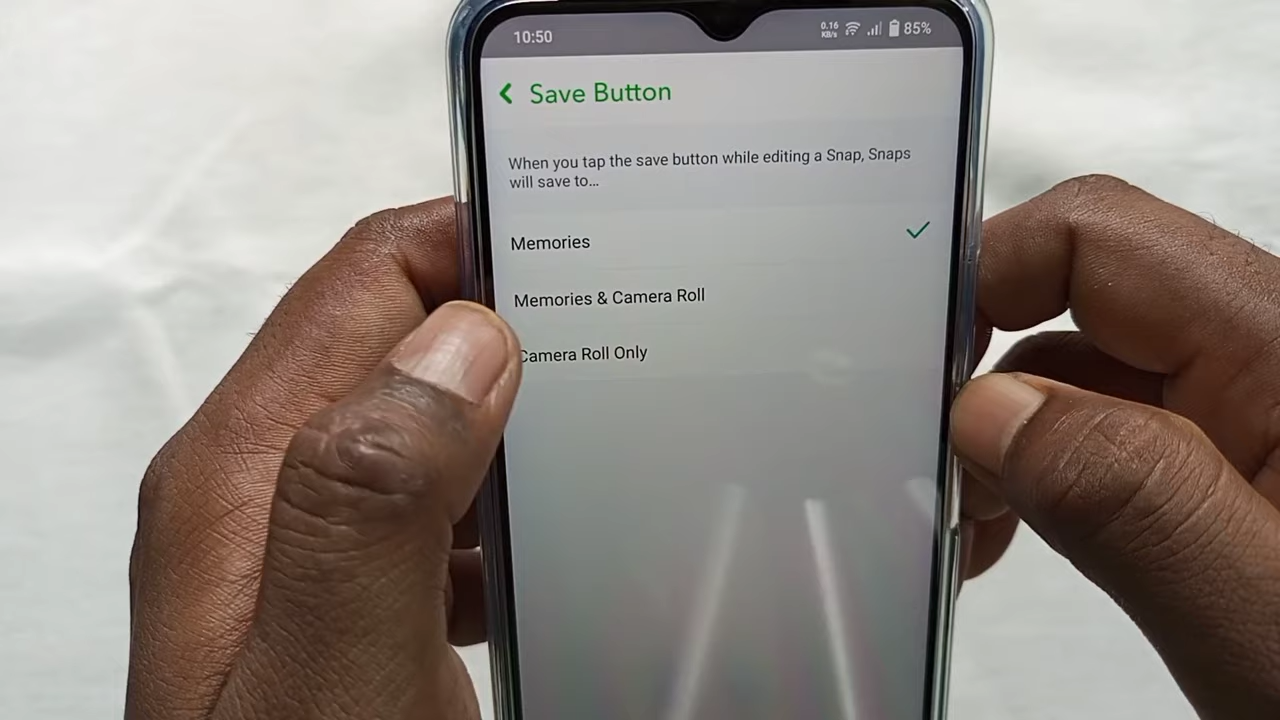 10:50
0.16
KB/s
85%
Save Button
When you tap the save button while editing a Snap, Snaps
will save to...
Memories
Memories & Camera Roll
Camera Roll Only